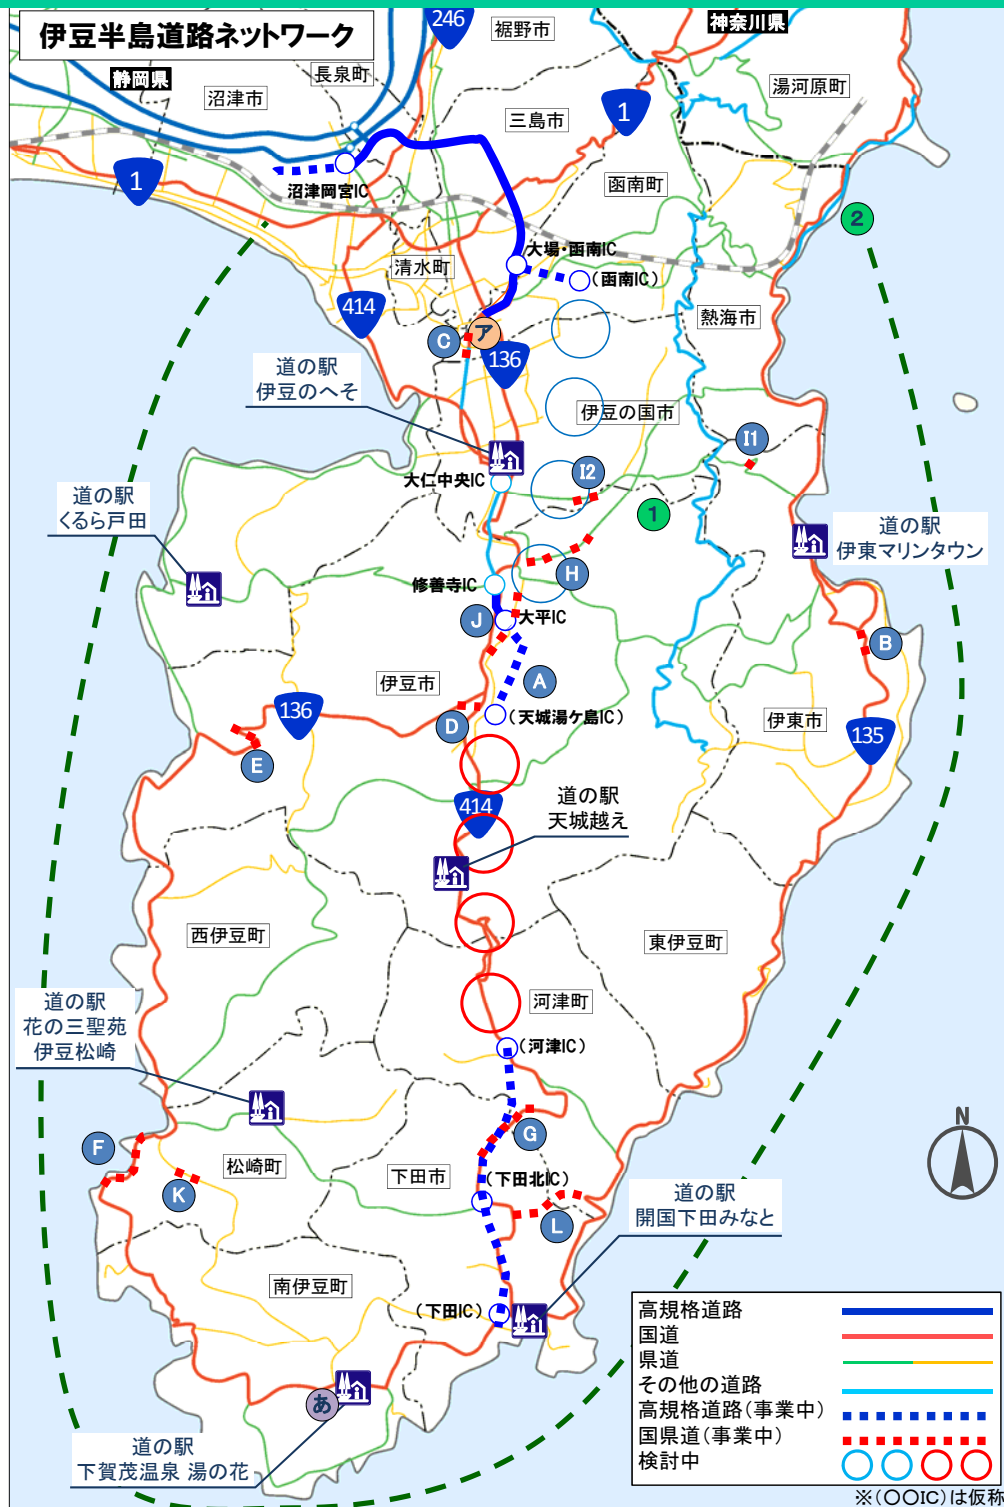 伊豆半島道路ネットワーク
246
裾野市
神奈川県
静岡県
長泉町
湯河原町
沼津市
三島市
1
1
沼津岡宮IC
函南町
2
大場・函南IC
清水町
(函南IC)
414
熱海市
C
ア
136
道の駅
伊豆のへそ
伊豆の国市
I1
大仁中央IC
I2
道の駅
くるら戸田
1
道の駅
伊東マリンタウン
修善寺IC
H
J
大平IC
B
伊豆市
A
136
D
(天城湯ケ島IC)
伊東市
135
E
道の駅
天城越え
414
西伊豆町
東伊豆町
道の駅
花の三聖苑
伊豆松崎
河津町
(河津IC)
F
G
N
松崎町
下田市
(下田北IC)
K
L
道の駅
開国下田みなと
南伊豆町
(下田IC)
あ
道の駅
下賀茂温泉 湯の花
高規格道路
国道
県道
その他の道路
高規格道路(事業中)
国県道(事業中)
検討中
※(〇〇IC)は仮称